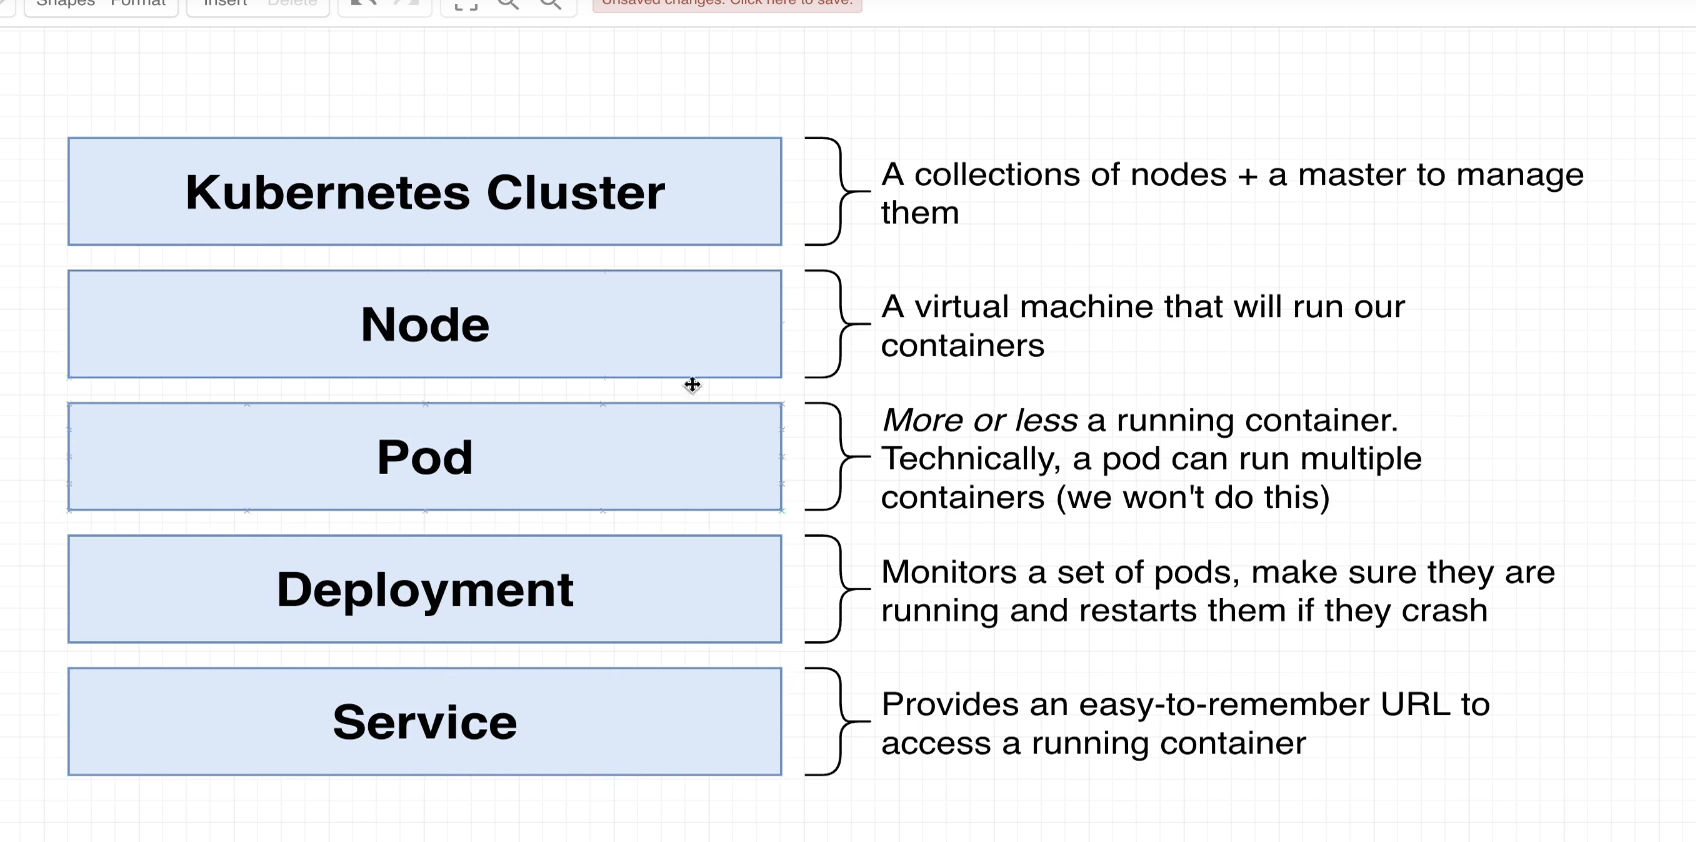 Shapes Format Insert Delete Unsaved changes. Click here to save.
Kubernetes Cluster
A collections of nodes + a master to manage
them
Node
A virtual machine that will run our
containers
Pod
More or less a running container.
Technically, a pod can run multiple
containers (we won't do this)
Deployment
Monitors a set of pods, make sure they are
running and restarts them if they crash
Service
Provides an easy-to-remember URL to
access a running container